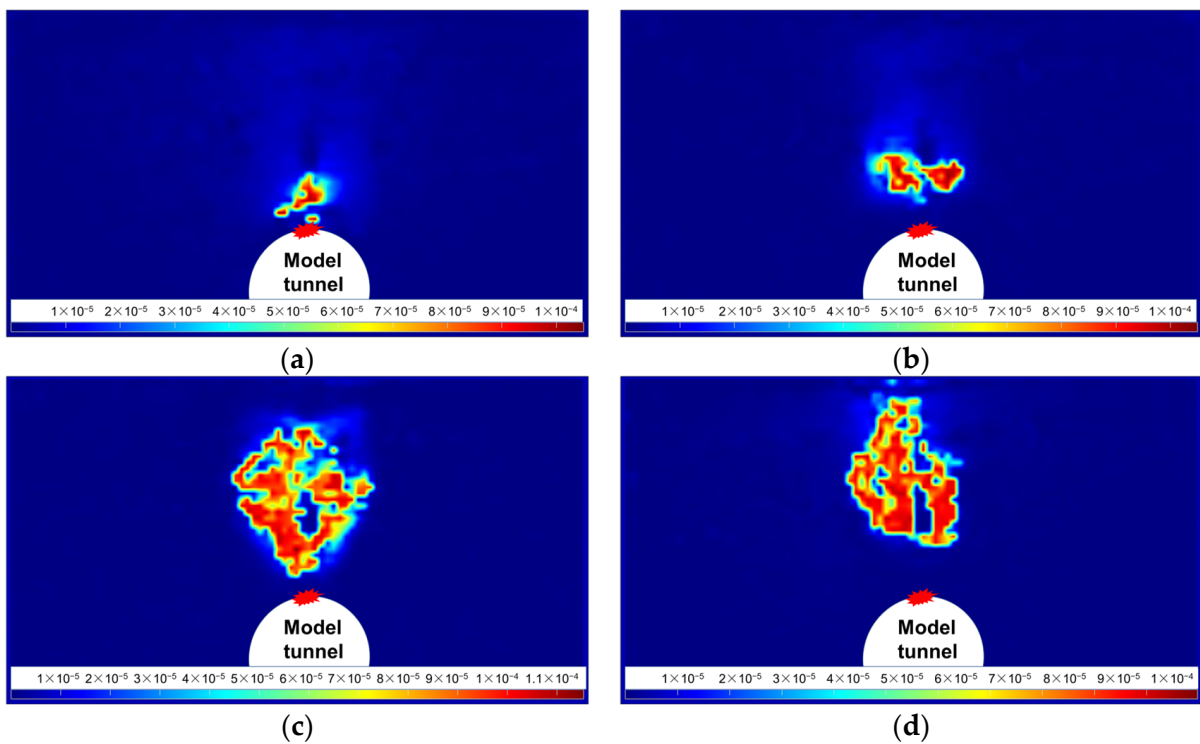 Model
tunnel
1×10⁻⁵ 2×10⁻⁵ 3×10⁻⁵ 4×10⁻⁵ 5×10⁻⁵ 6×10⁻⁵ 7×10⁻⁵ 8×10⁻⁵ 9×10⁻⁵ 1×10⁻⁴
(a)
Model
tunnel
1×10⁻⁵ 2×10⁻⁵ 3×10⁻⁵ 4×10⁻⁵ 5×10⁻⁵ 6×10⁻⁵ 7×10⁻⁵ 8×10⁻⁵ 9×10⁻⁵ 1×10⁻⁴
(b)
Model
tunnel
1×10⁻⁵ 2×10⁻⁵ 3×10⁻⁵ 4×10⁻⁵ 6×10⁻⁵ 7×10⁻⁵ 8×10⁻⁵ 9×10⁻⁵ 1×10⁻⁴ 1.1×10⁻⁴
(c)
Model
tunnel
1×10⁻⁵ 2×10⁻⁵ 3×10⁻⁵ 4×10⁻⁵ 5×10⁻⁵ 6×10⁻⁵ 7×10⁻⁵ 8×10⁻⁵ 9×10⁻⁵ 1×10⁻⁴
(d)